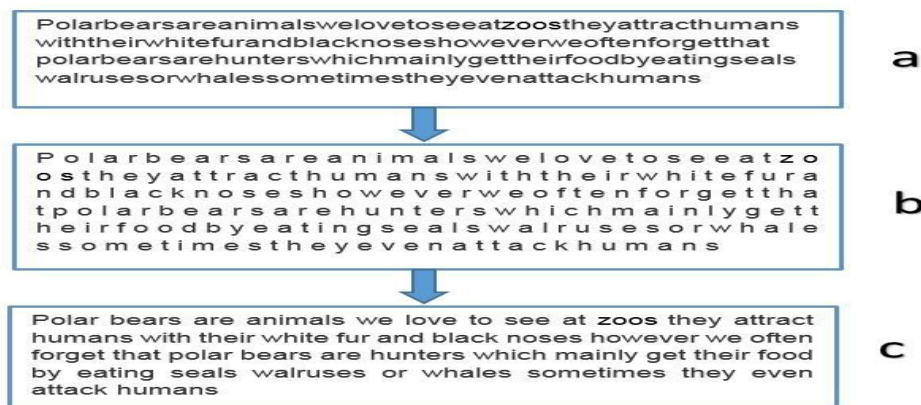 Polarbearsareanimalswelovetoseeatzoostheyattracthumans
withtheirwhitefurandblacknoseshoweverweoftenforgetthat
polarbearsarehunterswhichmainlygettheirfoodbyeatingseals
walrusesorwhalessometimestheyevenattackhumans
a
P o l a r b e a r s a r e a n i m a l s w e l o v e t o s e e a t z o
o s t h e y a t t r a c t h u m a n s w i t h t h e i r w h i t e f u r a
n d b l a c k n o s e s h o w e v e r w e o f t e n f o r g e t t h a
t p o l a r b e a r s a r e h u n t e r s w h i c h m a i n l y g e t t
h e i r f o o d b y e a t i n g s e a l s w a l r u s e s o r w h a l e
s s o m e t i m e s t h e y e v e n a t t a c k h u m a n s
b
Polar bears are animals we love to see at zoos they attract
humans with their white fur and black noses however we often
forget that polar bears are hunters which mainly get their food
by eating seals walruses or whales sometimes they even
attack humans
c